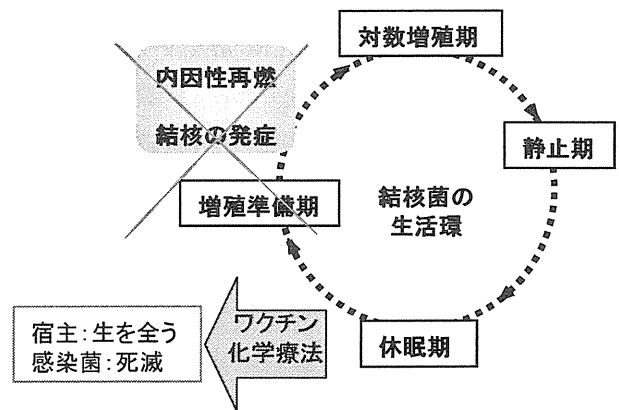 対数増殖期
内因性再燃
結核の発症
静止期
増殖準備期
結核菌の
生活環
ワクチン
化学療法
宿主:生を全う
感染菌:死滅
休眠期